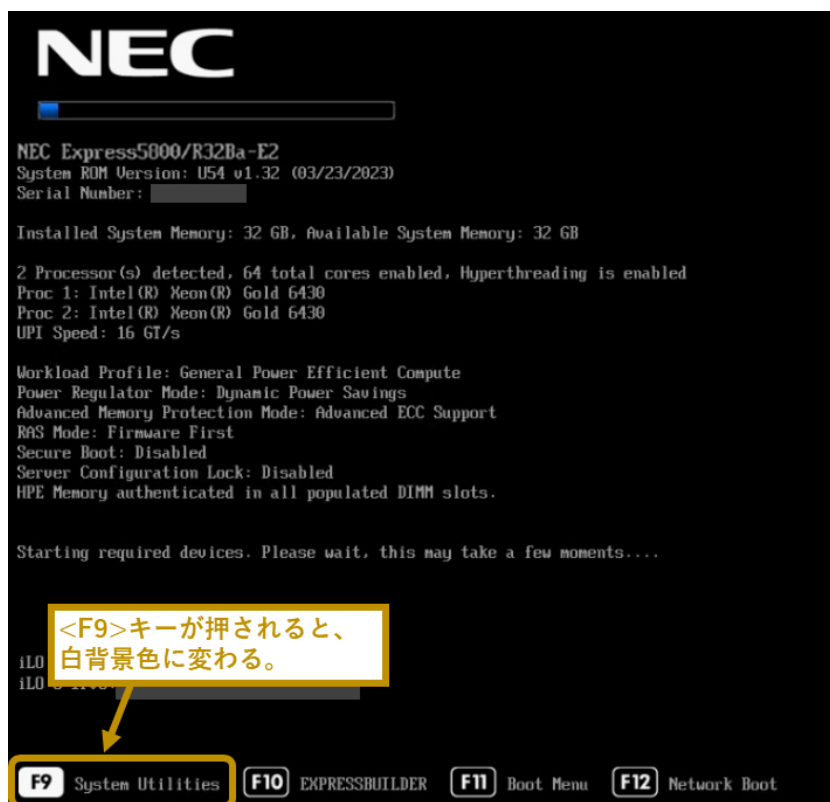 NEC
NEC Express5800/R32Ba-E2
System ROM Version: U54 v1.32 (03/23/2023)
Serial Number:
Installed System Memory: 32 GB, Available System Memory: 32 GB
2 Processor(s) detected, 64 total cores enabled, Hyperthreading is enabled
Proc 1: Intel(R) Xeon(R) Gold 6430
Proc 2: Intel(R) Xeon(R) Gold 6430
UPI Speed: 16 GT/s
Workload Profile: General Power Efficient Compute
Power Regulator Mode: Dynamic Power Savings
Advanced Memory Protection Mode: Advanced ECC Support
RAS Mode: Firmware First
Secure Boot: Disabled
Server Configuration Lock: Disabled
HPE Memory authenticated in all populated DIMM slots.
Starting required devices. Please wait, this may take a few moments....
<F9>キーが押されると、
白背景色に変わる。
iLO
iLO
F9 System Utilities F10 EXPRESSBUILDER F11 Boot Menu F12 Network Boot